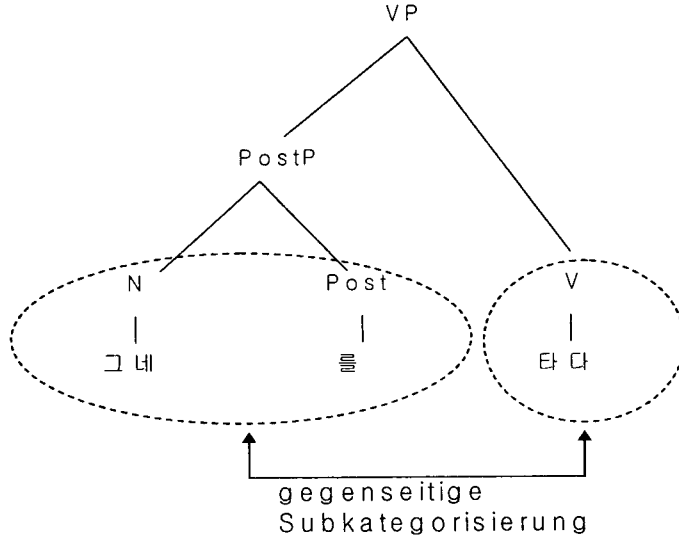 VP
PostP
N Post V
그네 를 타다
gegenseitige
Subkategorisierung